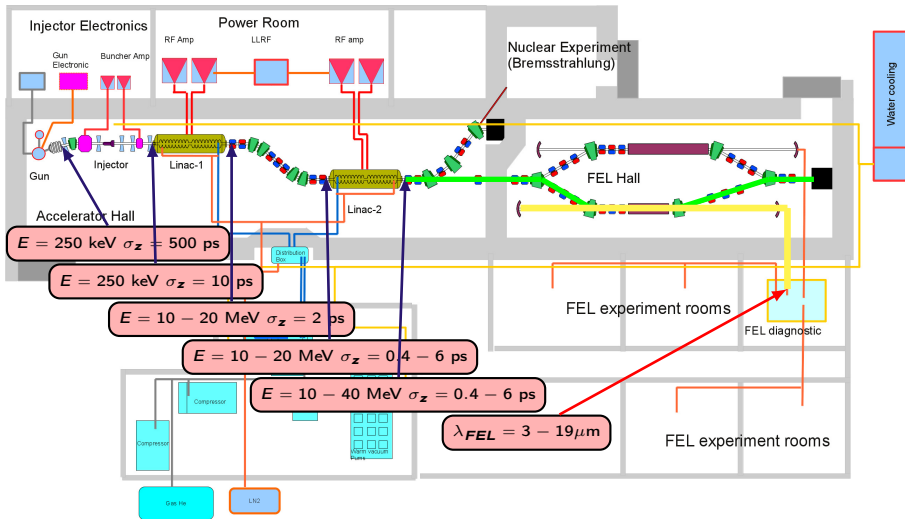 Injector Electronics
Power Room
RF Amp
LLRF
RF amp
Gun
Electronic
Buncher Amp
Nuclear Experiment
(Bremsstrahlung)
Water cooling
Linac-1
Gun
Injector
Linac-2
FEL Hall
Accelerator Hall
E = 250 keV σz = 500 ps
Distribution
Box
E = 250 keV σz = 10 ps
E = 10 − 20 MeV σz = 2 ps
FEL experiment rooms
FEL diagnostic
E = 10 − 20 MeV σz = 0.4 − 6 ps
E = 10 − 40 MeV σz = 0.4 − 6 ps
Compressor
λFEL = 3 − 19μm
Compressor
FEL experiment rooms
Warm Vacuum
Pump
Gas He
LN2